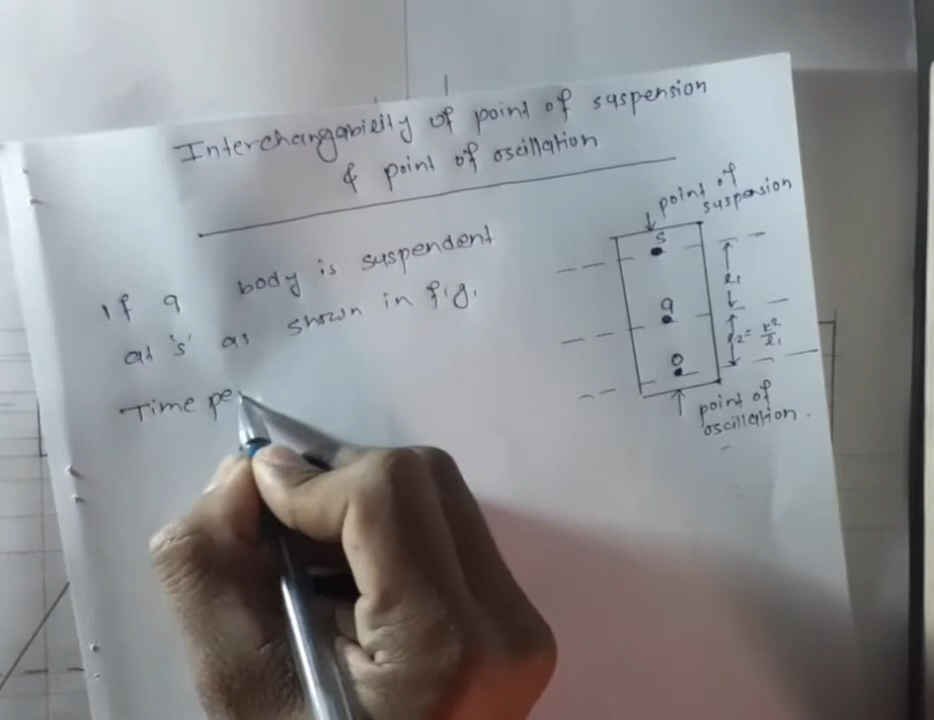 Interchangabielty of point of suspension
& point of oscillation
If a body is suspendent
at 's' as shown in fig.
Time pe
point of
suspension
s
l1
G
l2 = k²/l1
o
point of
oscillation.